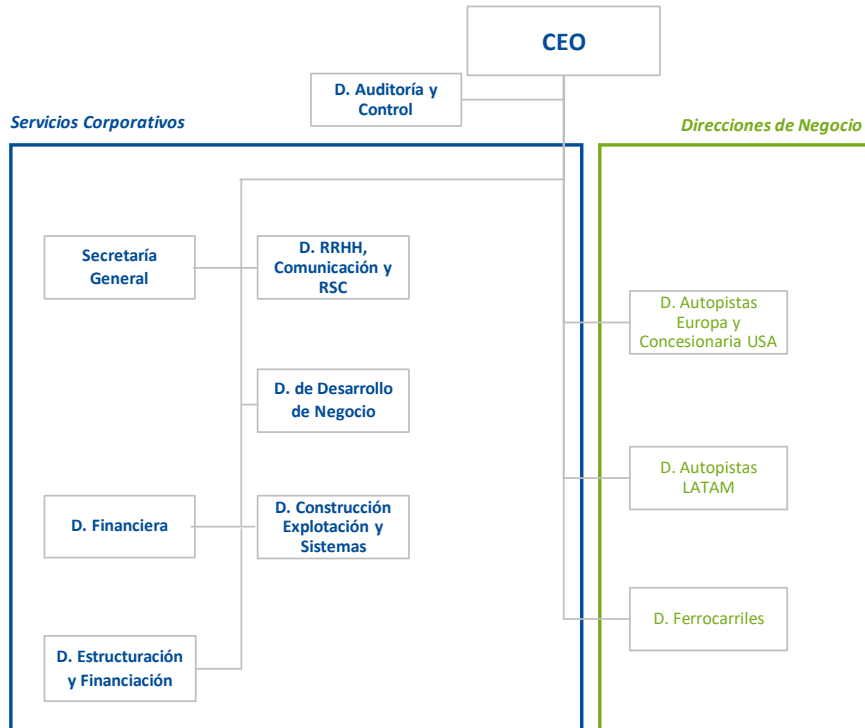 CEO
D. Auditoría y
Control
Servicios Corporativos
Direcciones de Negocio
Secretaría
General
D. RRHH,
Comunicación y
RSC
D. Autopistas
Europa y
Concesionaria USA
D. de Desarrollo
de Negocio
D. Autopistas
LATAM
D. Financiera
D. Construcción
Explotación y
Sistemas
D. Ferrocarriles
D. Estructuración
y Financiación